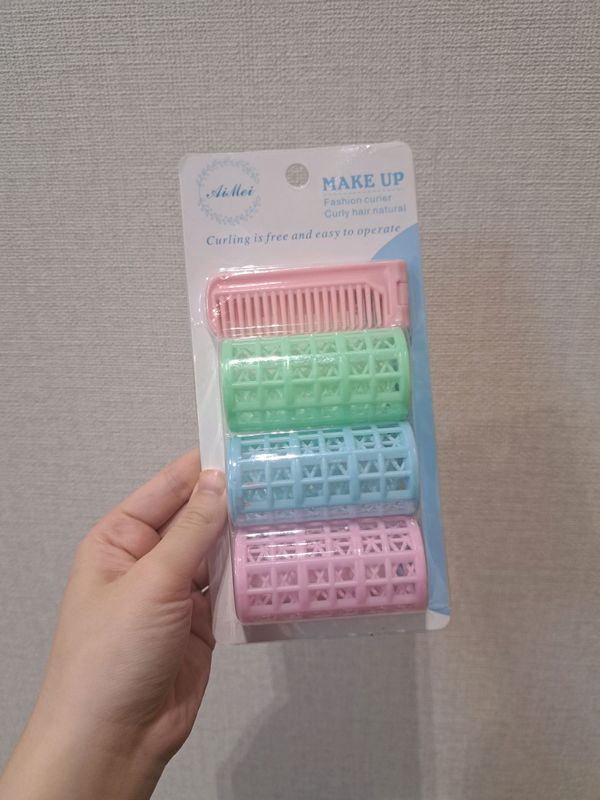 AiMei
MAKE UP
Fashion curler
Curly hair natural
Curling is free and easy to operate